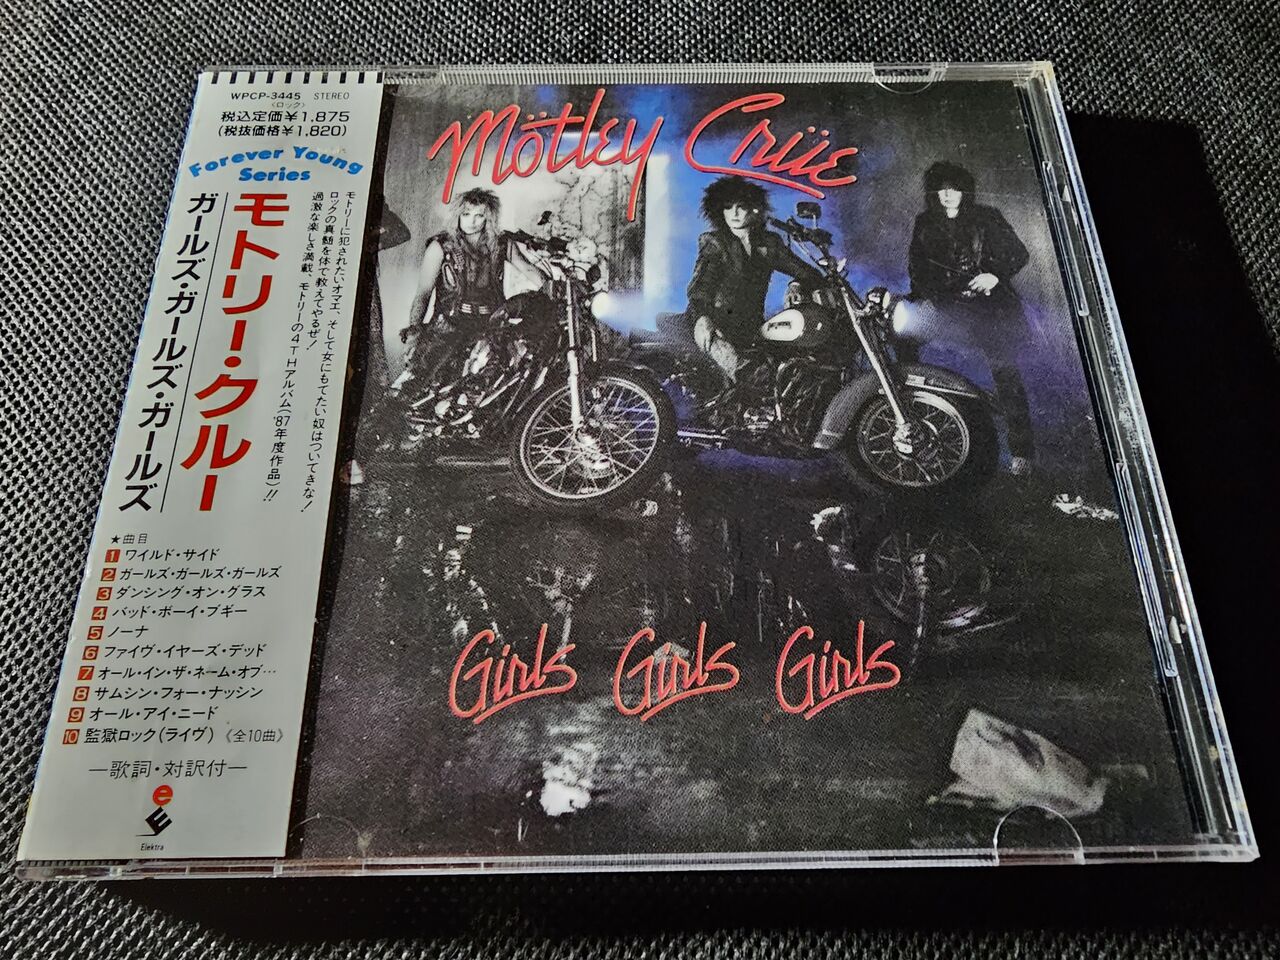 WPCP-3445 STEREO
〈ロック〉
税込定価¥1,875
(税抜価格¥1,820)
Forever Young
Series
モトリー・クルー
ガールズ・ガールズ・ガールズ
モトリーに犯されたいオマエ、そして女にもてたい奴はついてきな!
ロックの真髄を体で教えてやるぜ!
過激な楽しさ満載、モトリーの4THアルバム('87年度作品)!!
★曲目
1 ワイルド・サイド
2 ガールズ・ガールズ・ガールズ
3 ダンシング・オン・グラス
4 バッド・ボーイ・ブギー
5 ノーナ
6 ファイヴ・イヤーズ・デッド
7 オール・イン・ザ・ネーム・オブ…
8 サムシン・フォー・ナッシン
9 オール・アイ・ニード
10 監獄ロック(ライヴ) 《全10曲》
—歌詞・対訳付—
e
Elektra
Mötley Crüe
Girls Girls Girls